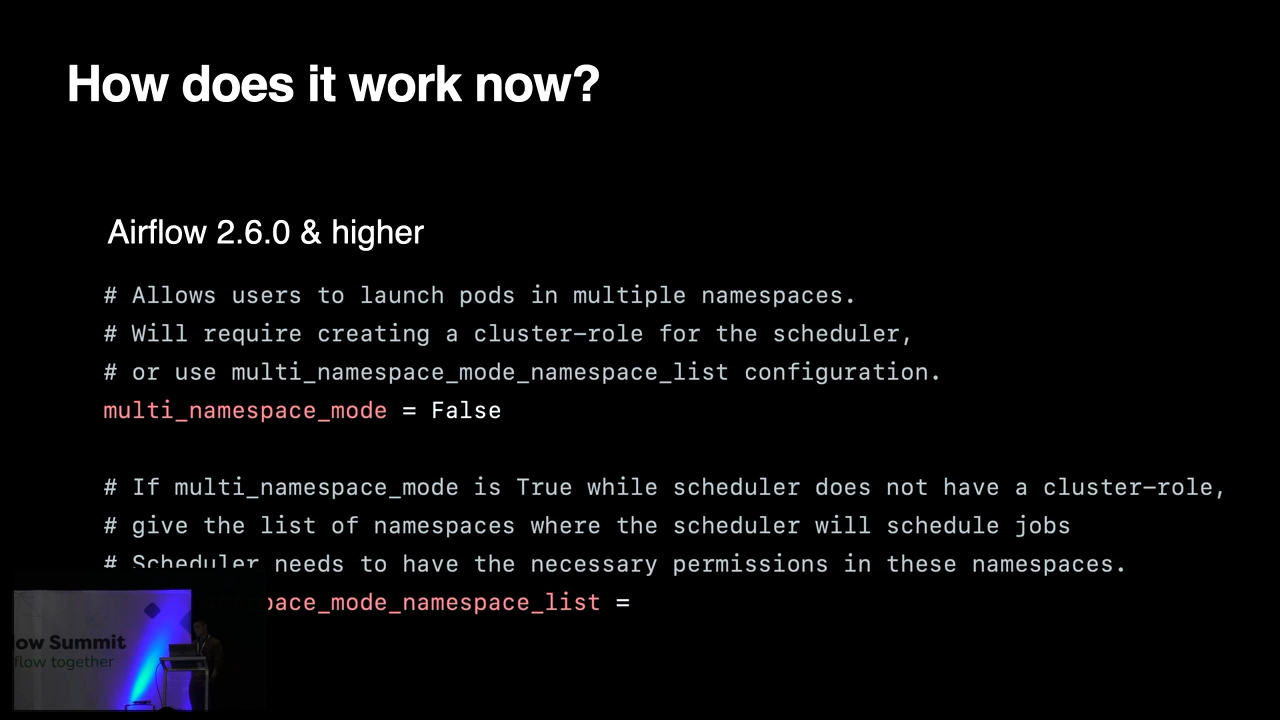 How does it work now?
Airflow 2.6.0 & higher
# Allows users to launch pods in multiple namespaces.
# Will require creating a cluster-role for the scheduler,
# or use multi_namespace_mode_namespace_list configuration.
multi_namespace_mode = False
# If multi_namespace_mode is True while scheduler does not have a cluster-role,
# give the list of namespaces where the scheduler will schedule jobs
# Scheduler needs to have the necessary permissions in these namespaces.
pace_mode_namespace_list =
ow Summit
flow together